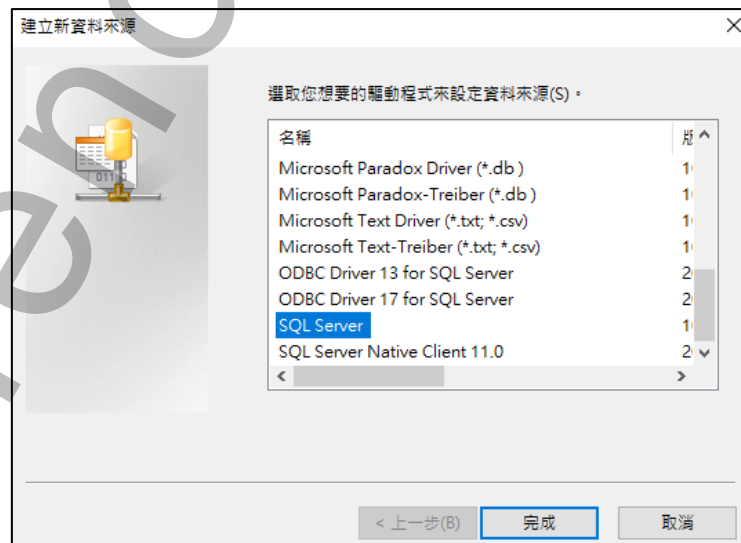 建立新資料來源
選取您想要的驅動程式來設定資料來源(S)。
名稱
Microsoft Paradox Driver (*.db )
Microsoft Paradox-Treiber (*.db )
Microsoft Text Driver (*.txt; *.csv)
Microsoft Text-Treiber (*.txt; *.csv)
ODBC Driver 13 for SQL Server
ODBC Driver 17 for SQL Server
SQL Server
SQL Server Native Client 11.0
< 上一步(B) 完成 取消